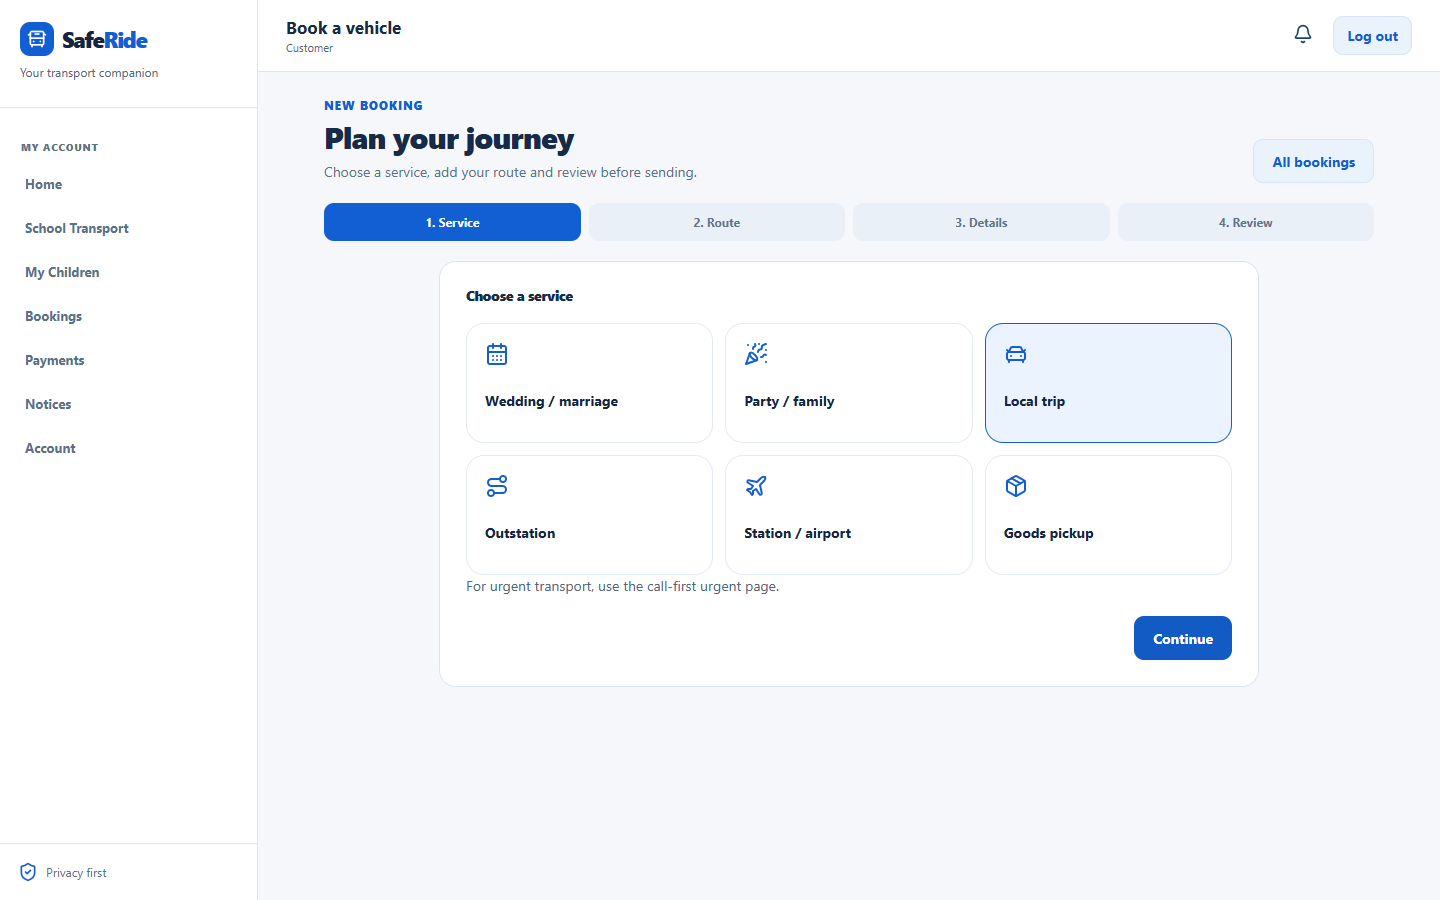 SafeRide
Your transport companion
MY ACCOUNT
Home
School Transport
My Children
Bookings
Payments
Notices
Account
Privacy first
Book a vehicle
Customer
Log out
NEW BOOKING
Plan your journey
Choose a service, add your route and review before sending.
All bookings
1. Service
2. Route
3. Details
4. Review
Choose a service
Wedding / marriage
Party / family
Local trip
Outstation
Station / airport
Goods pickup
For urgent transport, use the call-first urgent page.
Continue